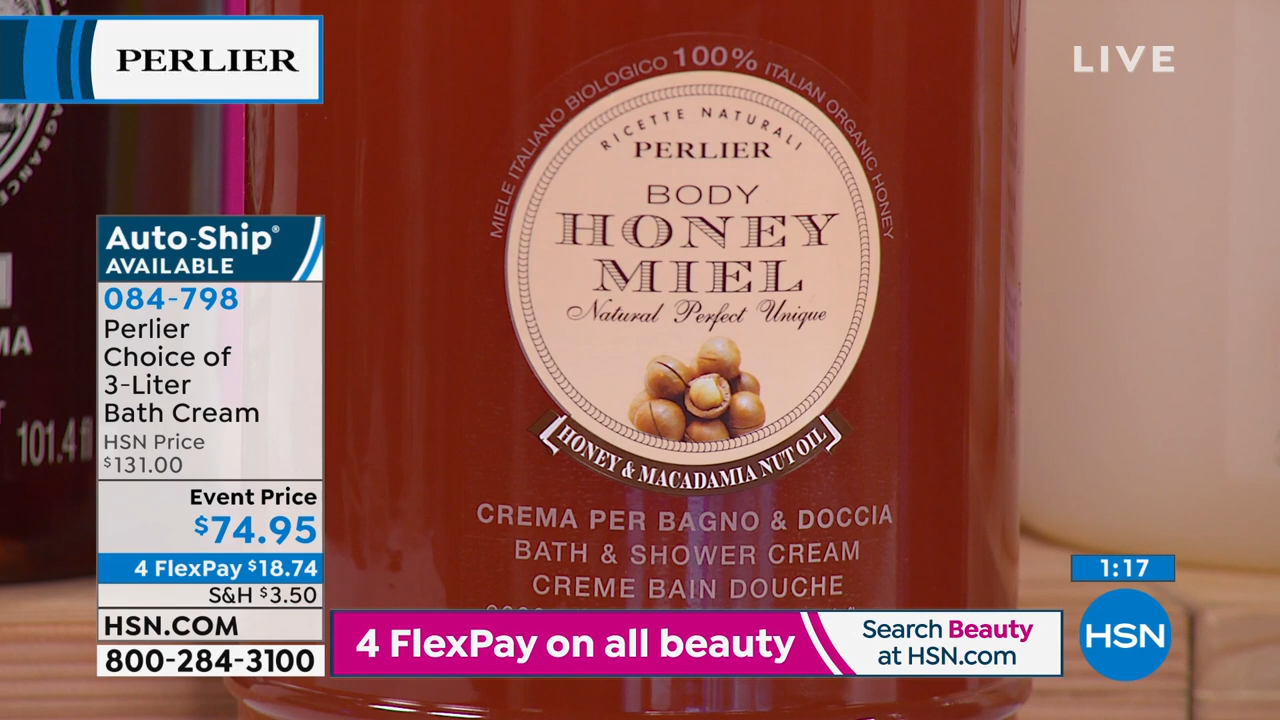 PERLIER
LIVE
Auto-Ship®
AVAILABLE
084-798
Perlier
Choice of
3-Liter
Bath Cream
HSN Price
$131.00
Event Price
$74.95
4 FlexPay $18.74
S&H $3.50
HSN.COM
800-284-3100
MIELE ITALIANO BIOLOGICO 100% ITALIAN ORGANIC HONEY
RICETTE NATURALI
PERLIER
BODY
HONEY
MIEL
Natural Perfect Unique
HONEY & MACADAMIA NUT OIL
CREMA PER BAGNO & DOCCIA
BATH & SHOWER CREAM
CREME BAIN DOUCHE
101.4
4 FlexPay on all beauty
Search Beauty
at HSN.com
1:17
HSN